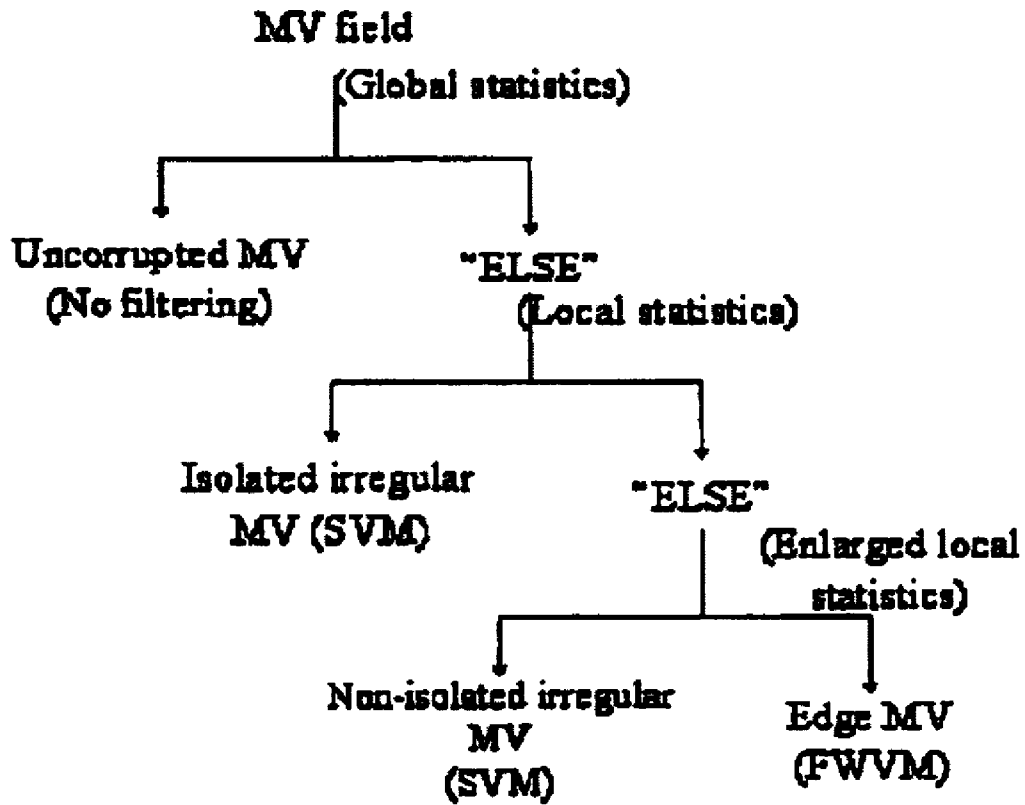 MV field
(Global statistics)
Uncorrupted MV
(No filtering)
"ELSE"
(Local statistics)
Isolated irregular
MV (SVM)
"ELSE"
(Enlarged local
statistics)
Non-isolated irregular
MV
(SVM)
Edge MV
(FWVM)